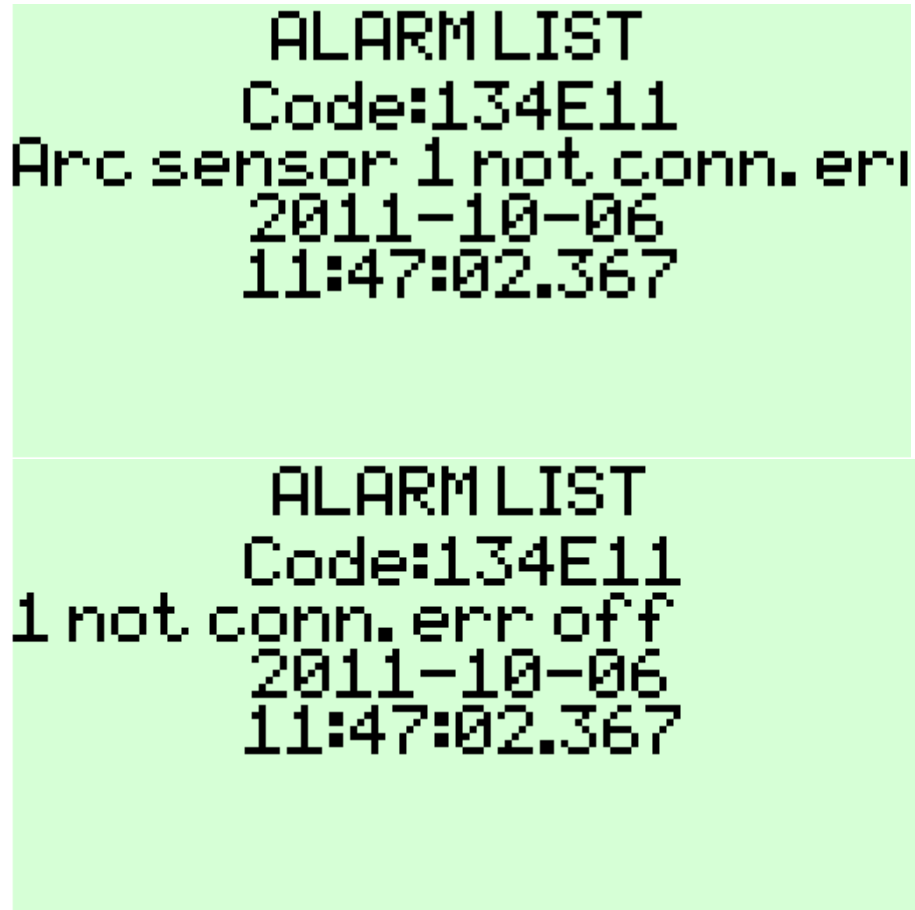 ALARM LIST
Code:134E11
Arc sensor 1 not conn. err
2011-10-06
11:47:02.367
ALARM LIST
Code:134E11
1 not conn. err off
2011-10-06
11:47:02.367